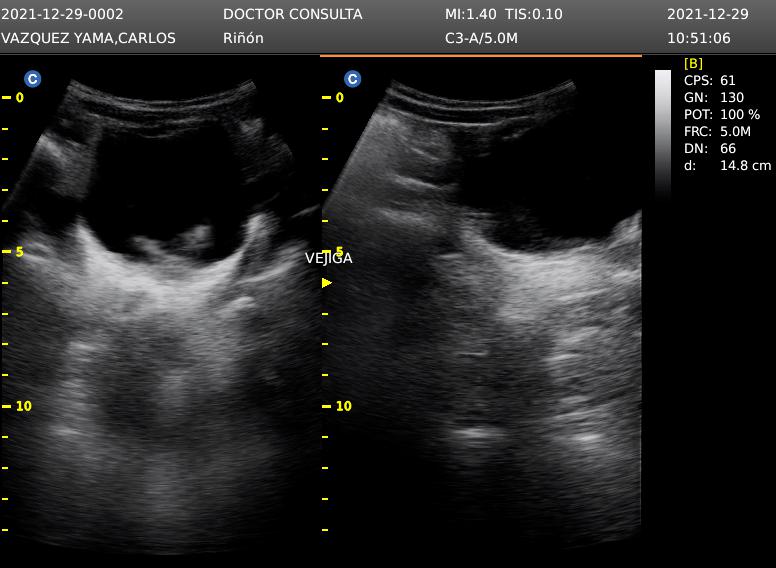 2021-12-29-0002 DOCTOR CONSULTA MI:1.40 TIS:0.10 2021-12-29
VAZQUEZ YAMA,CARLOS Riñón C3-A/5.0M 10:51:06
C C
[B]
CPS: 61
GN: 130
POT: 100 %
FRC: 5.0M
DN: 66
d: 14.8 cm
0 0
5 5
VEJIGA
10 10